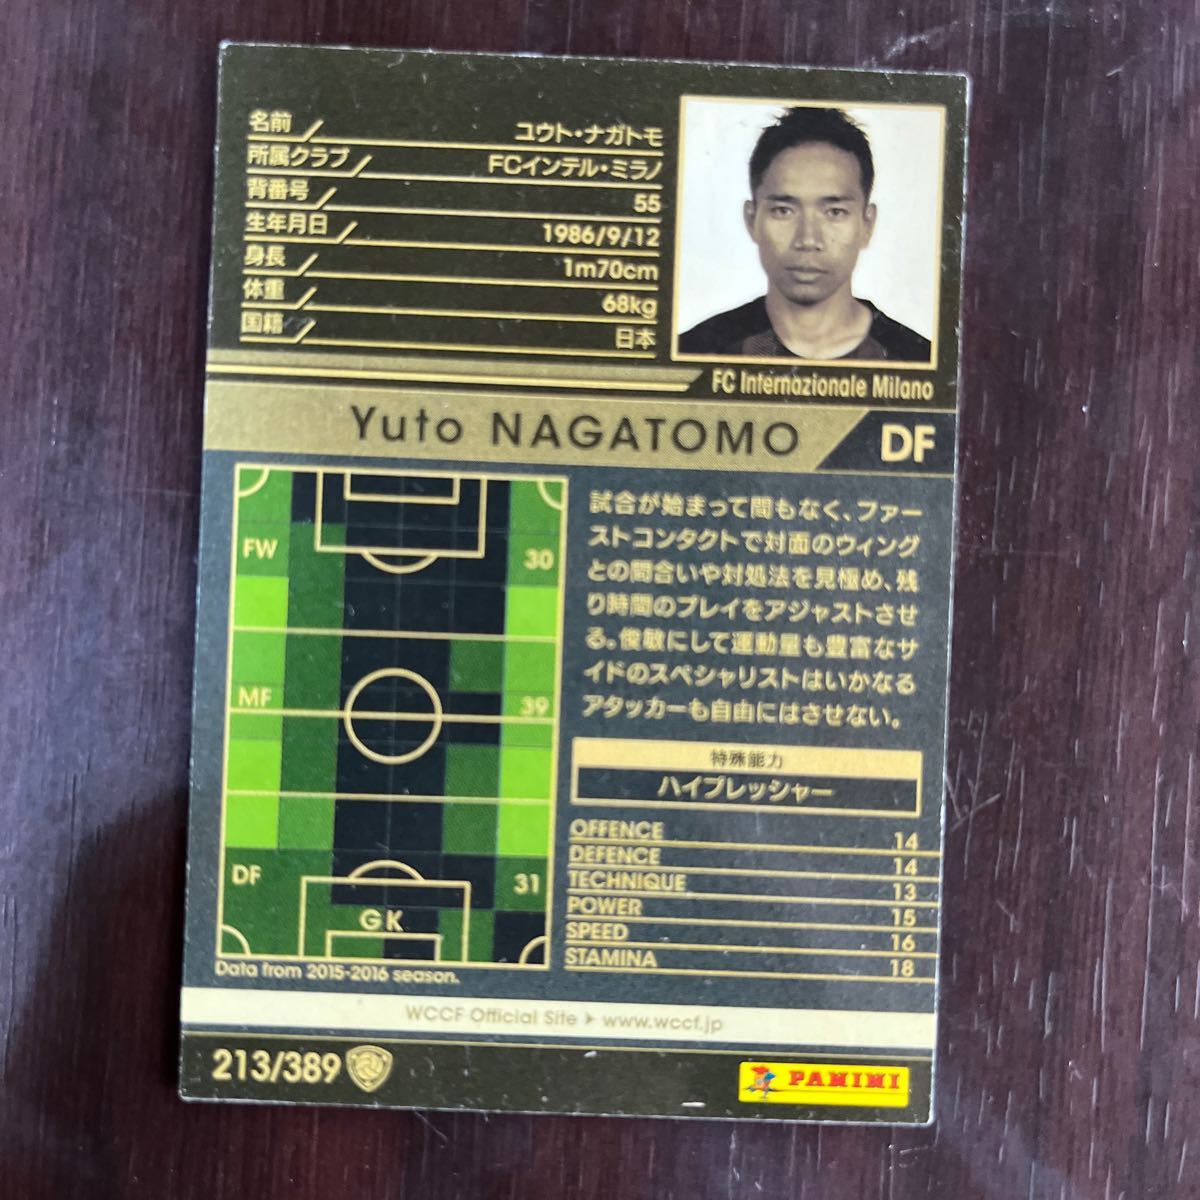 名前 ユウト・ナガトモ
所属クラブ FCインテル・ミラノ
背番号 55
生年月日 1986/9/12
身長 1m70cm
体重 68kg
国籍 日本
FC Internazionale Milano
Yuto NAGATOMO DF
FW 30
MF 39
DF 31
GK
Data from 2015-2016 season.
試合が始まって間もなく、ファー
ストコンタクトで対面のウィング
との間合いや対処法を見極め、残
り時間のプレイをアジャストさせ
る。俊敏にして運動量も豊富なサ
イドのスペシャリストはいかなる
アタッカーも自由にはさせない。
特殊能力
ハイプレッシャー
OFFENCE 14
DEFENCE 14
TECHNIQUE 13
POWER 15
SPEED 16
STAMINA 18
WCCF Official Site ▶ www.wccf.jp
213/389
PANINI